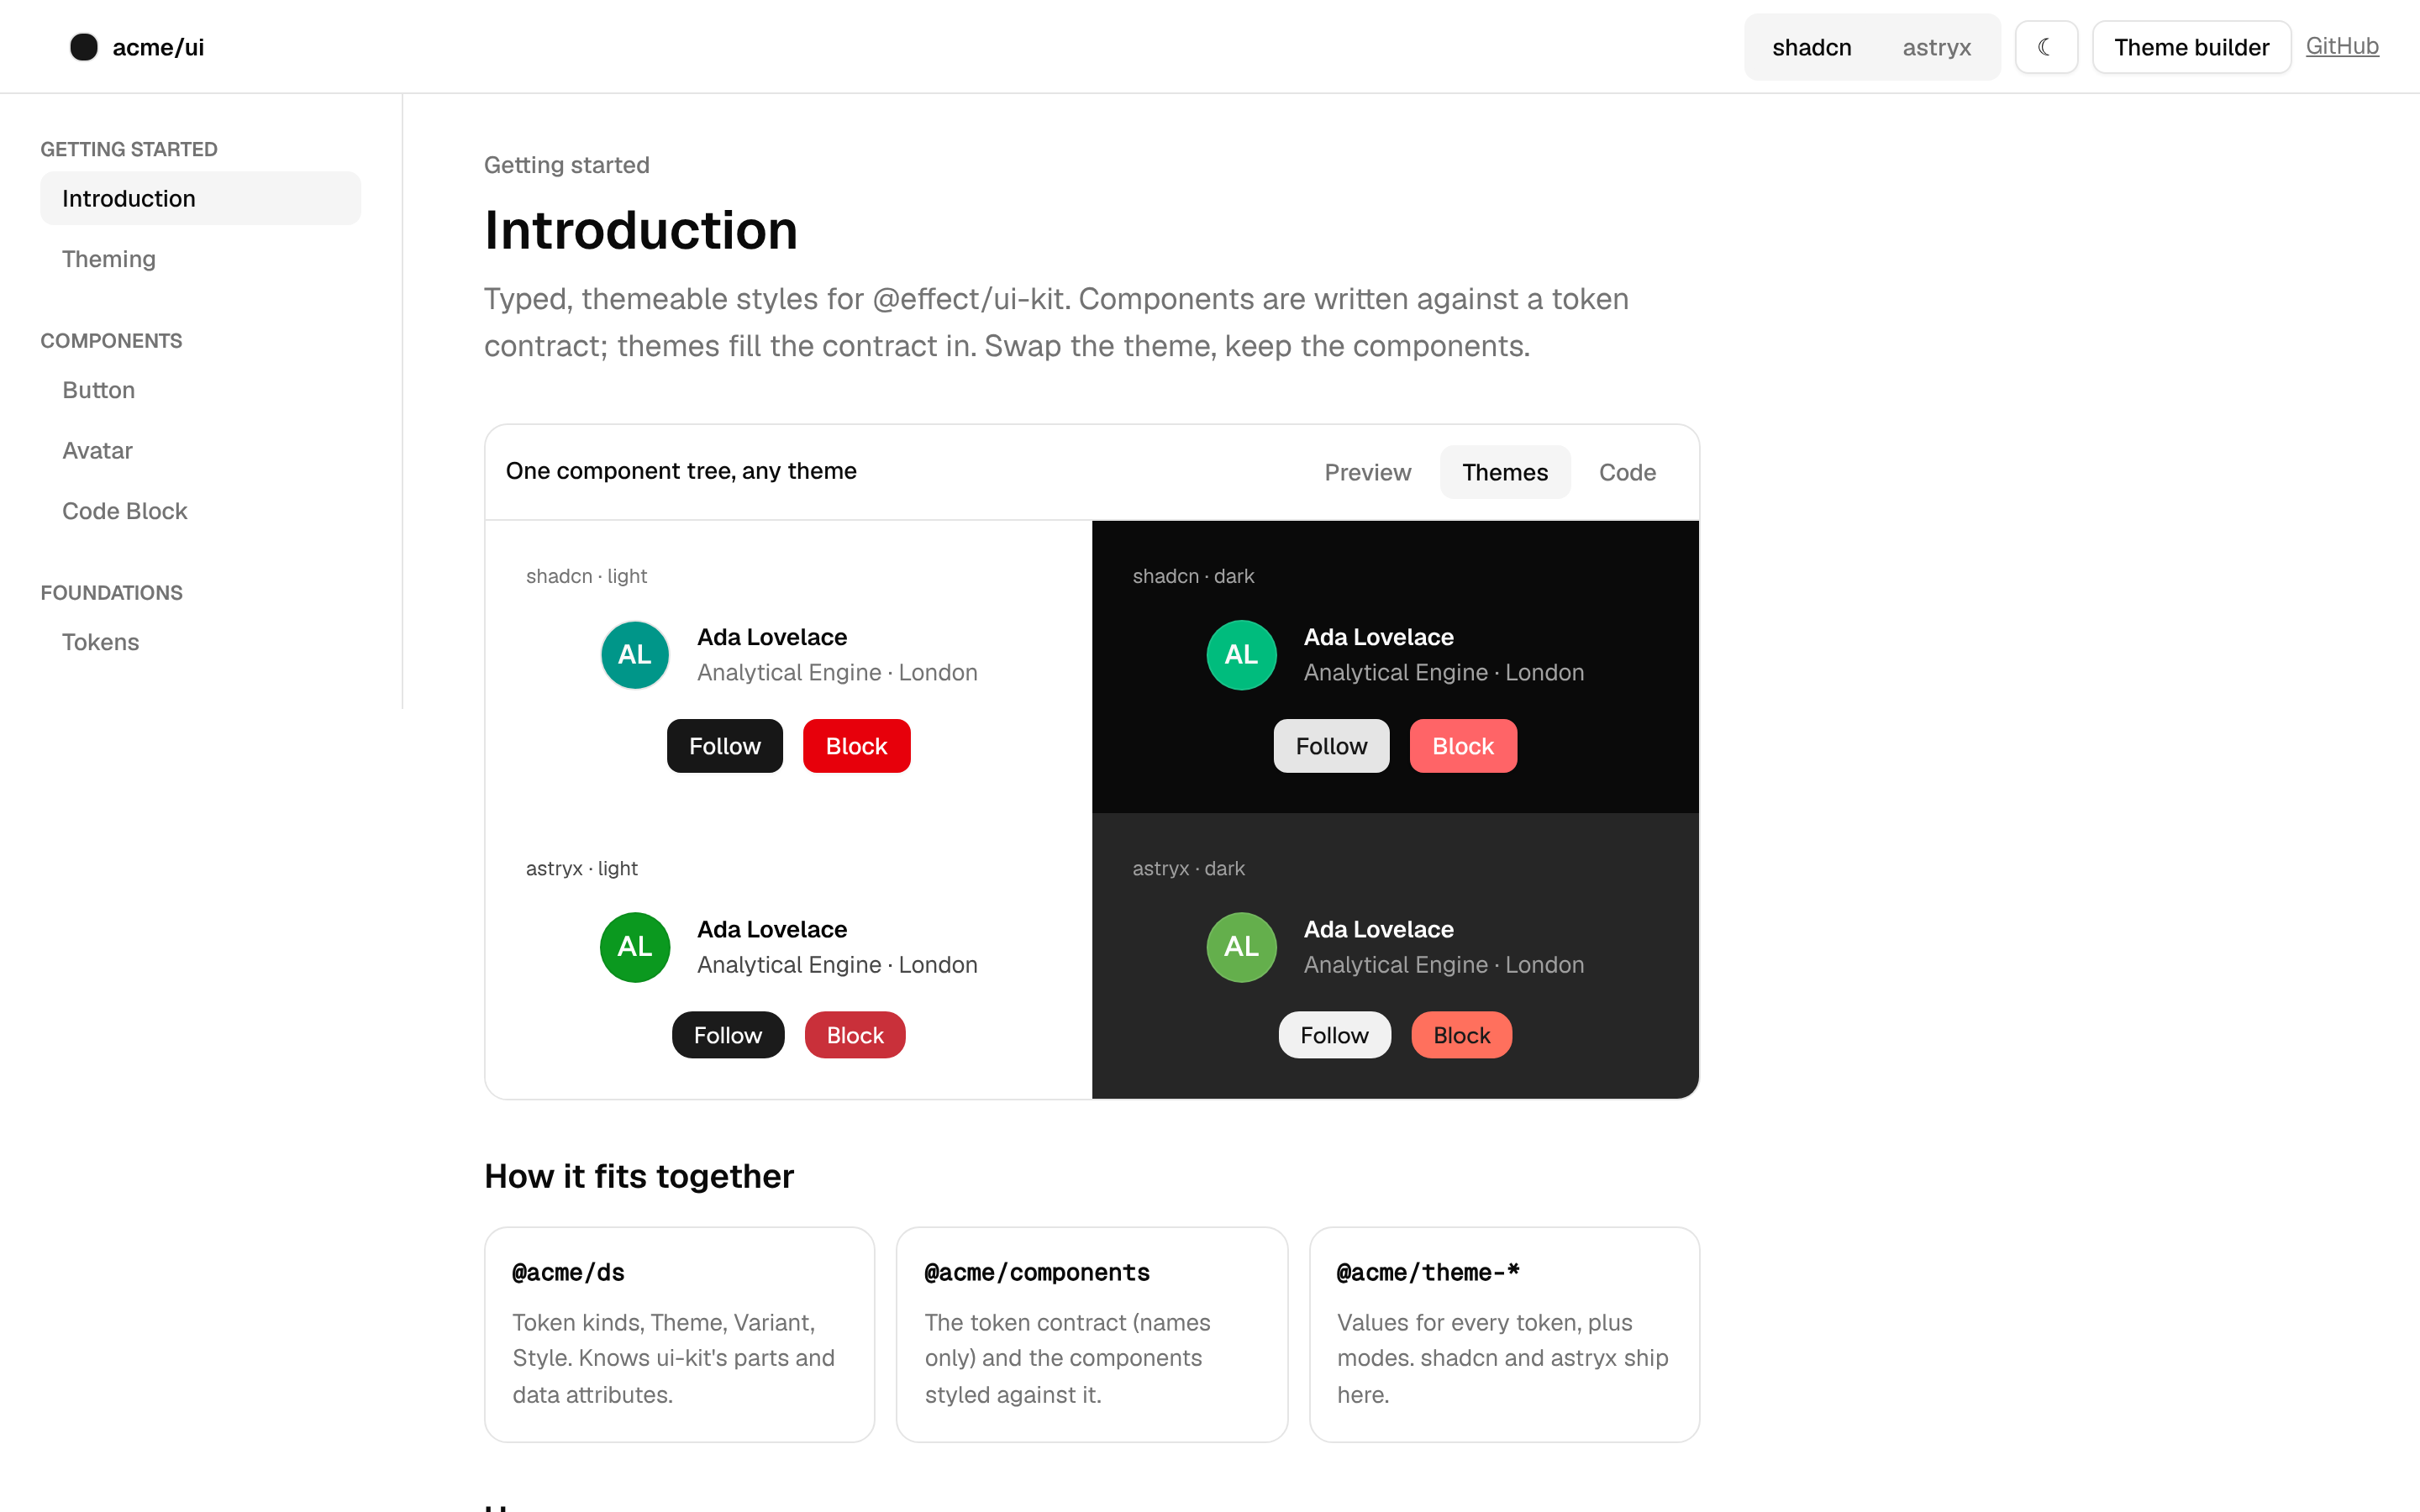 acme/ui
shadcn
astryx
Theme builder
GitHub
GETTING STARTED
Introduction
Theming
COMPONENTS
Button
Avatar
Code Block
FOUNDATIONS
Tokens
Getting started
Introduction
Typed, themeable styles for @effect/ui-kit. Components are written against a token
contract; themes fill the contract in. Swap the theme, keep the components.
One component tree, any theme
Preview
Themes
Code
shadcn · light
AL
Ada Lovelace
Analytical Engine · London
Follow
Block
shadcn · dark
AL
Ada Lovelace
Analytical Engine · London
Follow
Block
astryx · light
AL
Ada Lovelace
Analytical Engine · London
Follow
Block
astryx · dark
AL
Ada Lovelace
Analytical Engine · London
Follow
Block
How it fits together
@acme/ds
Token kinds, Theme, Variant,
Style. Knows ui-kit's parts and
data attributes.
@acme/components
The token contract (names
only) and the components
styled against it.
@acme/theme-*
Values for every token, plus
modes. shadcn and astryx ship
here.